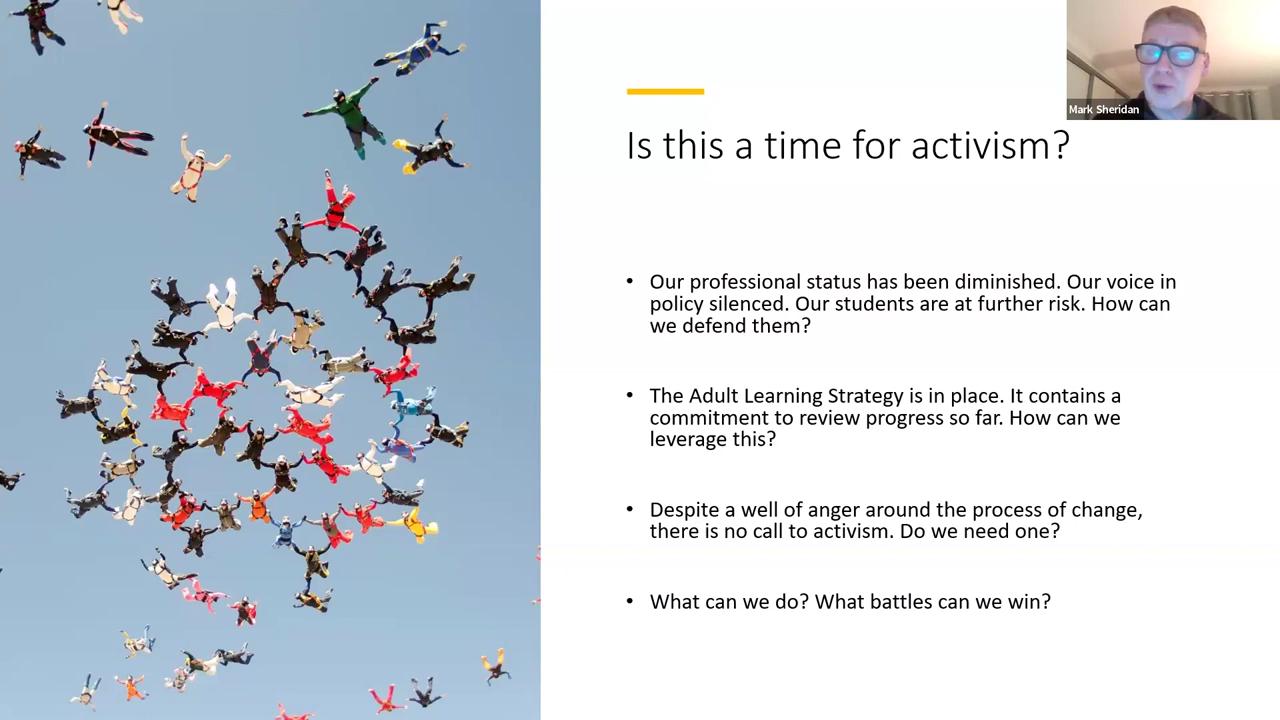 Mark Sheridan
Is this a time for activism?
• Our professional status has been diminished. Our voice in
policy silenced. Our students are at further risk. How can
we defend them?
• The Adult Learning Strategy is in place. It contains a
commitment to review progress so far. How can we
leverage this?
• Despite a well of anger around the process of change,
there is no call to activism. Do we need one?
• What can we do? What battles can we win?